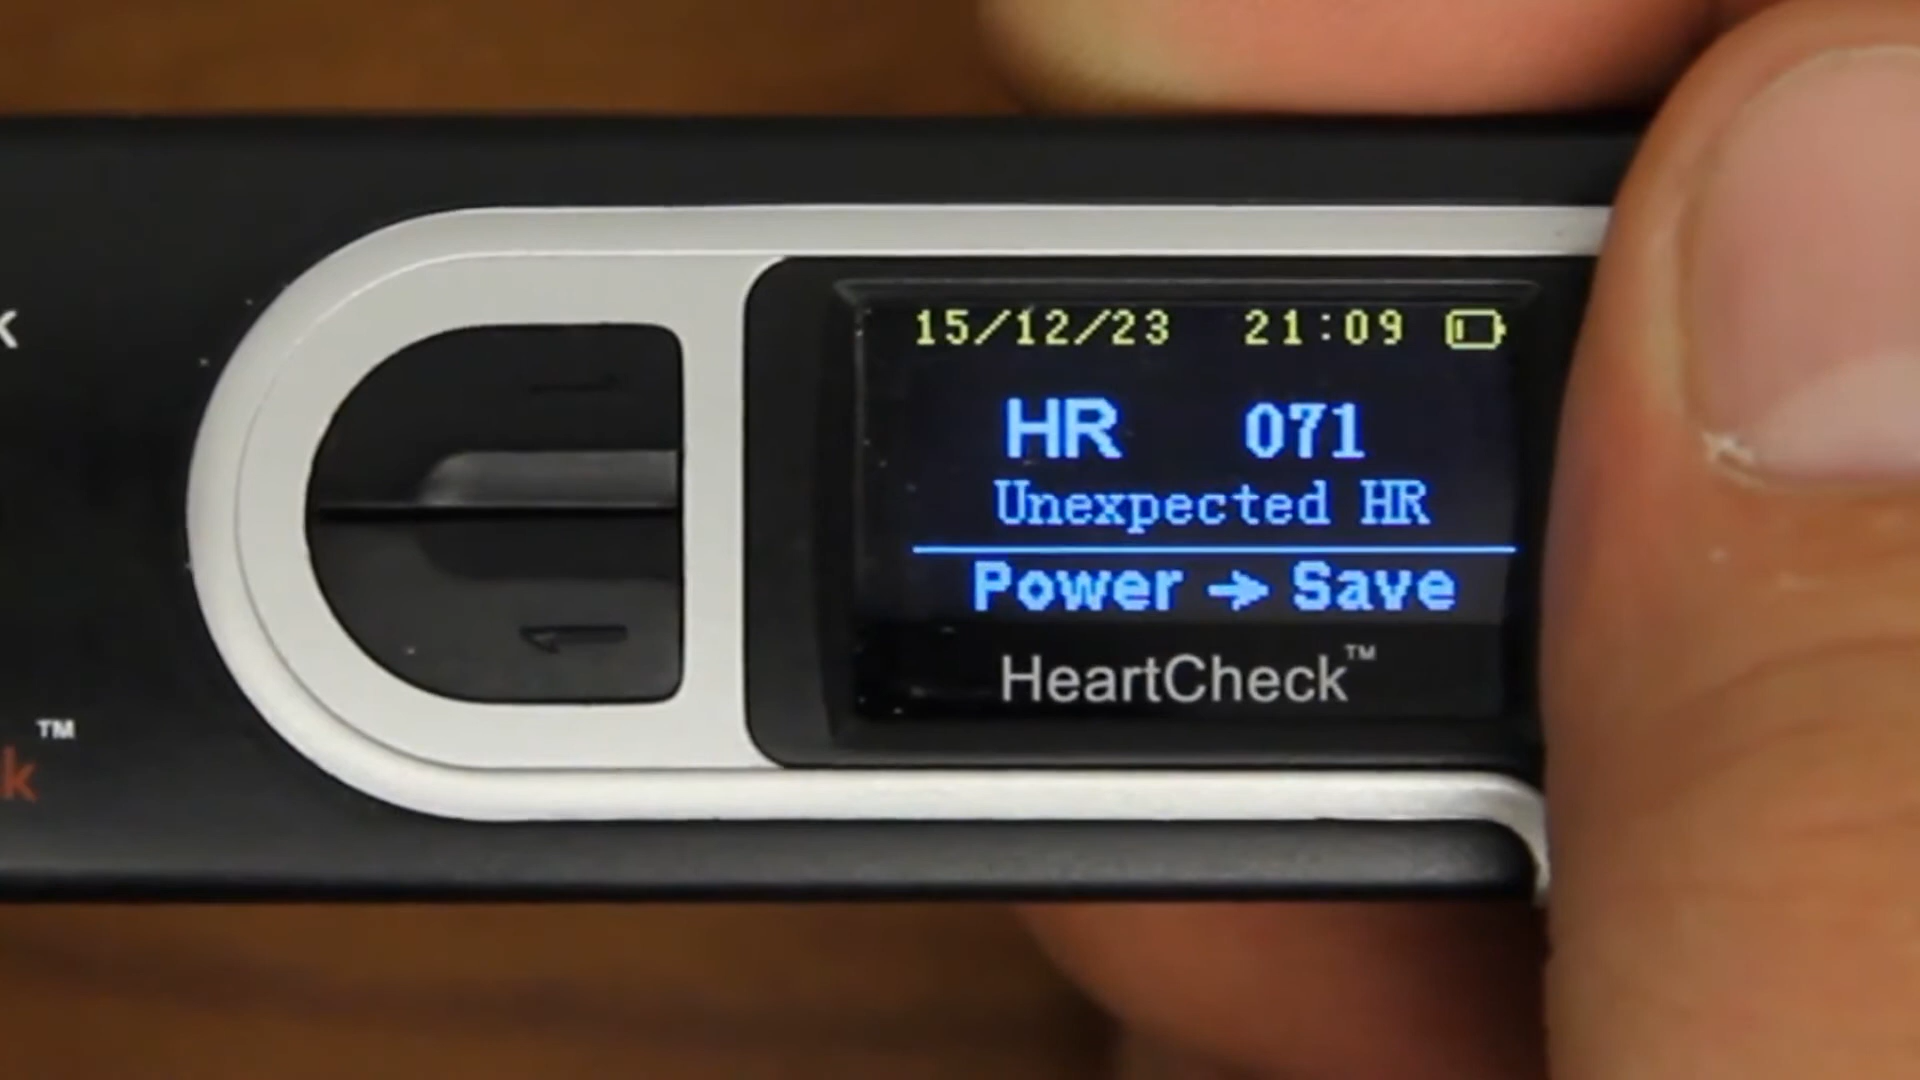 15/12/23 21:09
HR 071
Unexpected HR
Power → Save
HeartCheck™
k
™
k